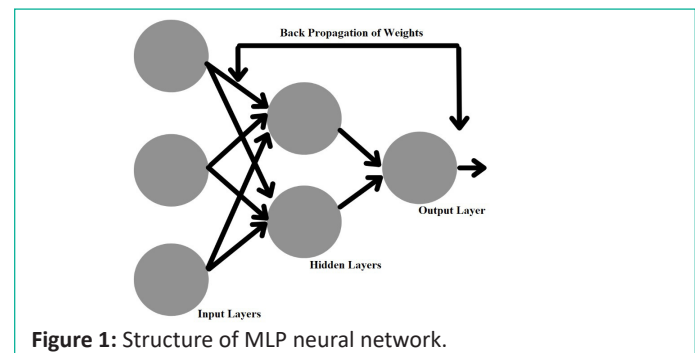 Back Propagation of Weights
Output Layer
Hidden Layers
Input Layers
Figure 1: Structure of MLP neural network.